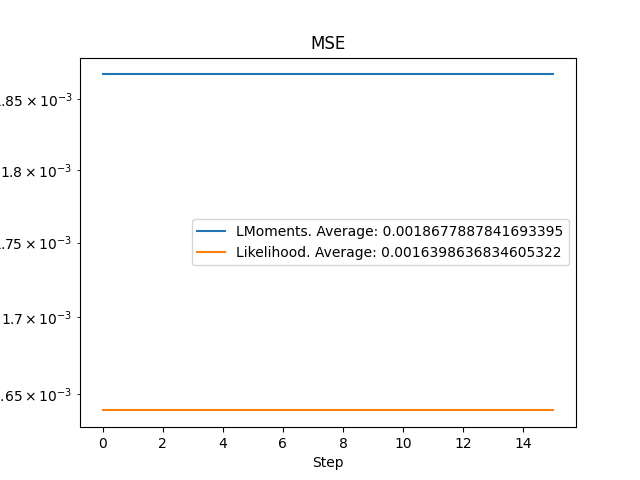 MSE
.85 × 10⁻³
1.8 × 10⁻³
.75 × 10⁻³
1.7 × 10⁻³
.65 × 10⁻³
LMoments. Average: 0.0018677887841693395
Likelihood. Average: 0.0016398636834605322
0 2 4 6 8 10 12 14
Step